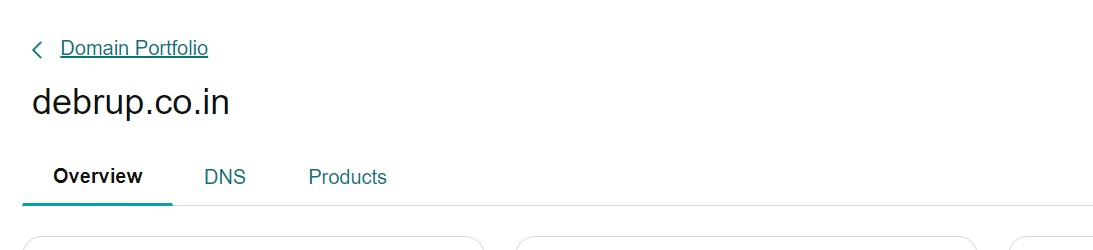 Domain Portfolio
debrup.co.in
Overview DNS Products